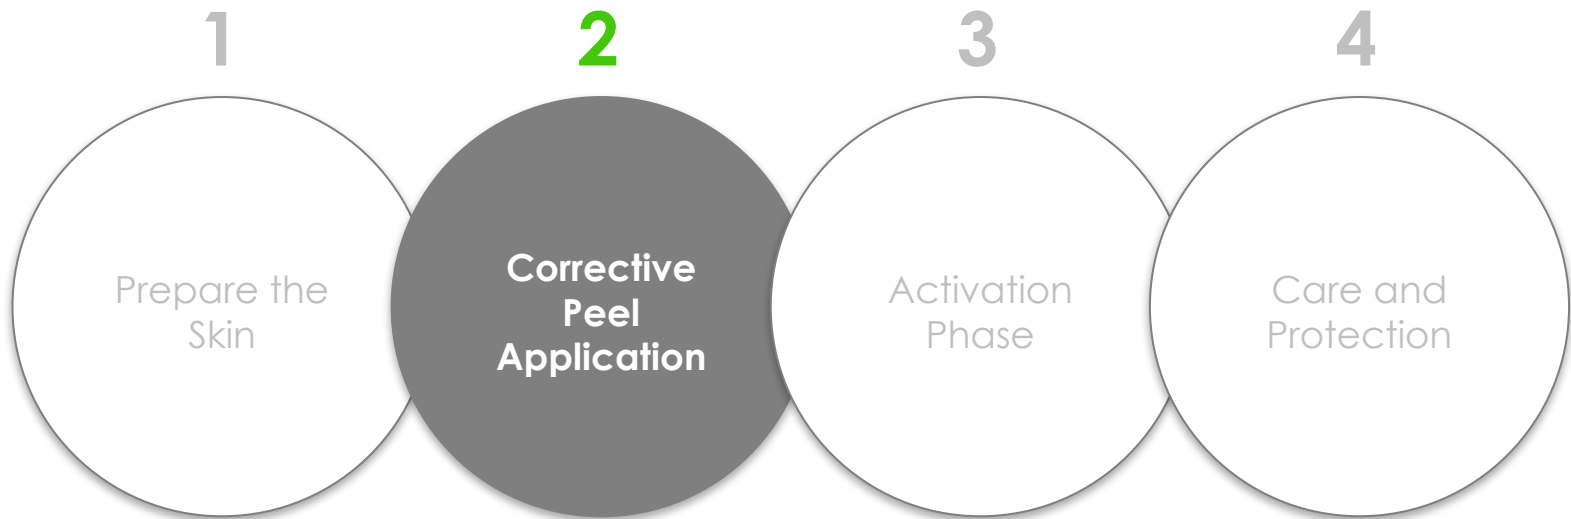 1
2
3
4
Prepare the
Skin
Corrective
Peel
Application
Activation
Phase
Care and
Protection